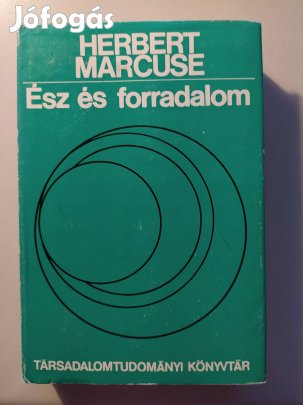 Jófogás
HERBERT
MARCUSE
Ész és forradalom
TÁRSADALOMTUDOMÁNYI KÖNYVTÁR